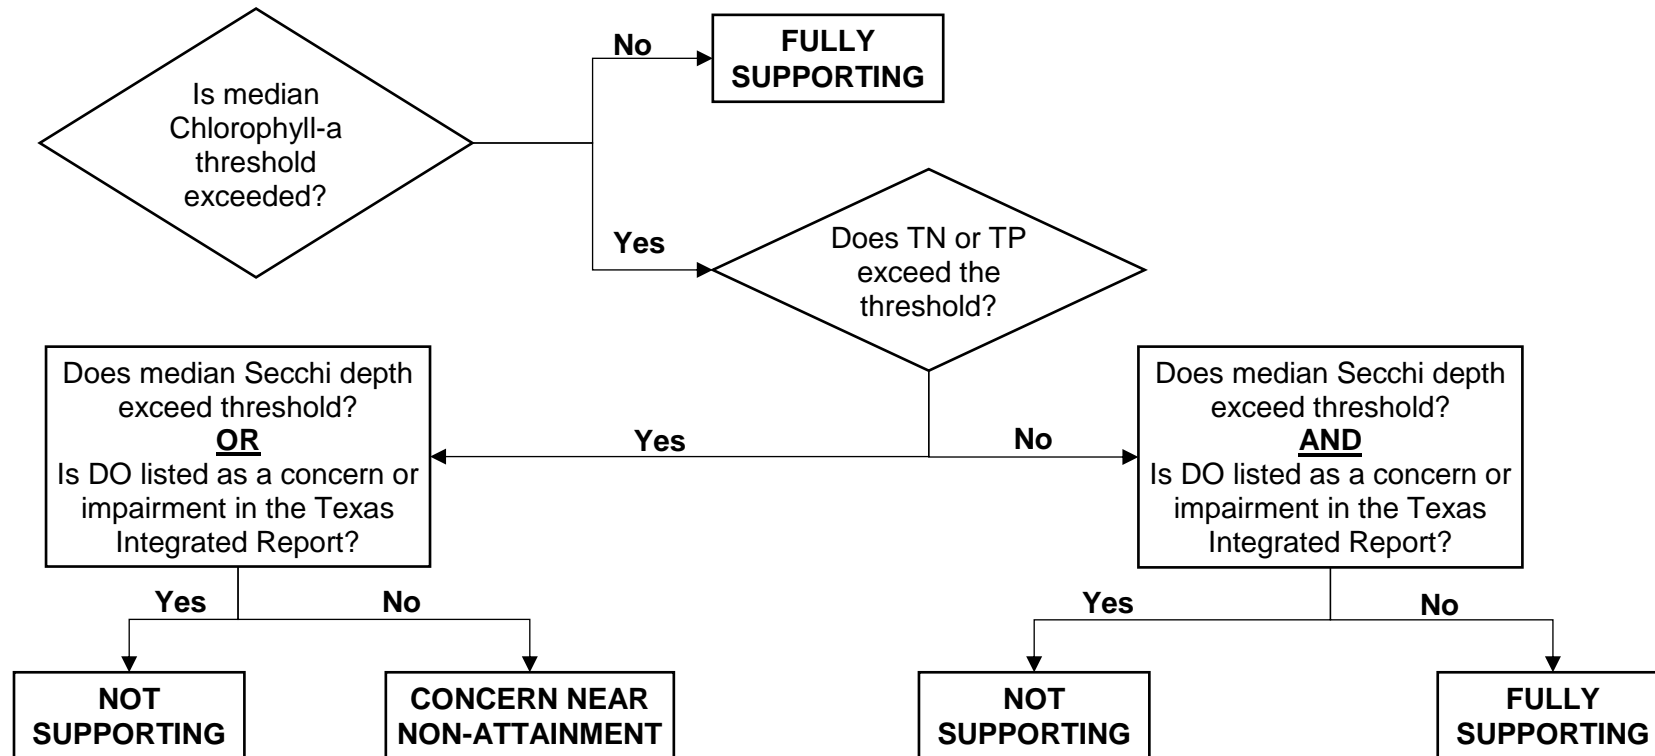 No
FULLY
SUPPORTING
Is median
Chlorophyll-a
threshold
exceeded?
Yes
Does TN or TP
exceed the
threshold?
Does median Secchi depth
exceed threshold?
OR
Is DO listed as a concern or
impairment in the Texas
Integrated Report?
Yes
No
Does median Secchi depth
exceed threshold?
AND
Is DO listed as a concern or
impairment in the Texas
Integrated Report?
Yes
No
Yes
No
NOT
SUPPORTING
CONCERN NEAR
NON-ATTAINMENT
NOT
SUPPORTING
FULLY
SUPPORTING